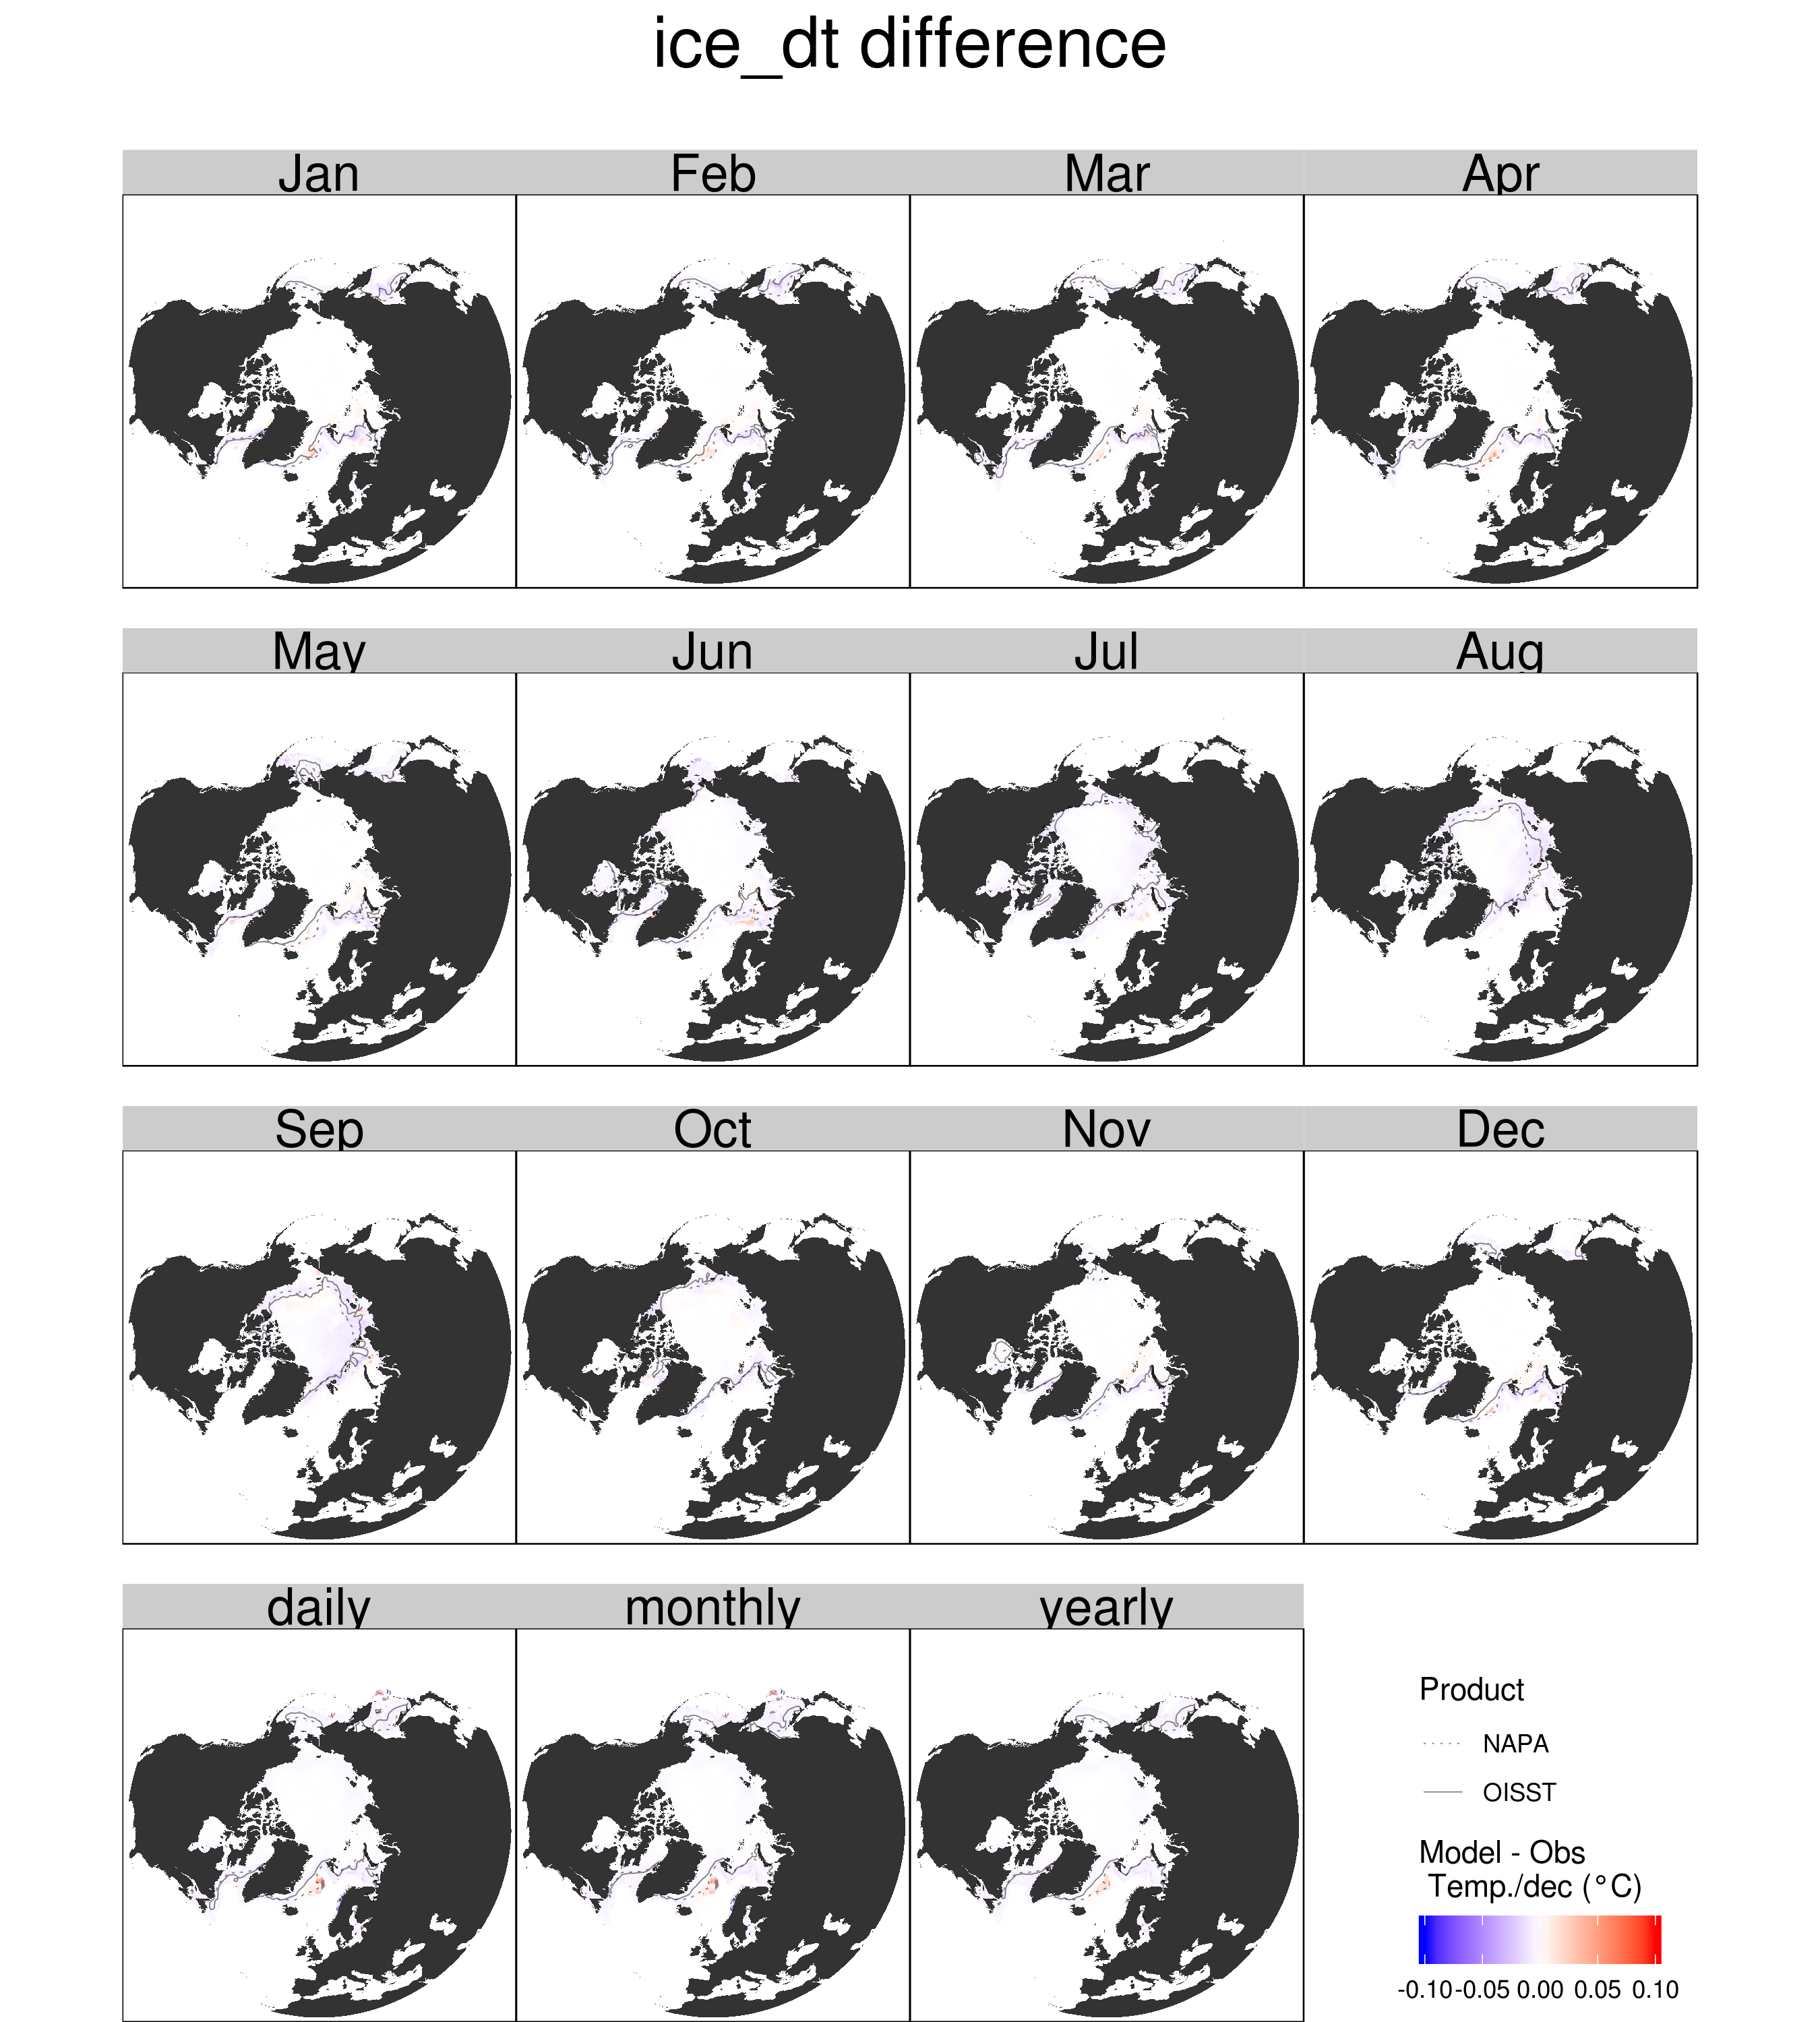 ice_dt difference
Jan Feb Mar Apr
May Jun Jul Aug
Sep Oct Nov Dec
daily monthly yearly
Product
NAPA
OISST
Model - Obs
Temp./dec (°C)
-0.10 -0.05 0.00 0.05 0.10